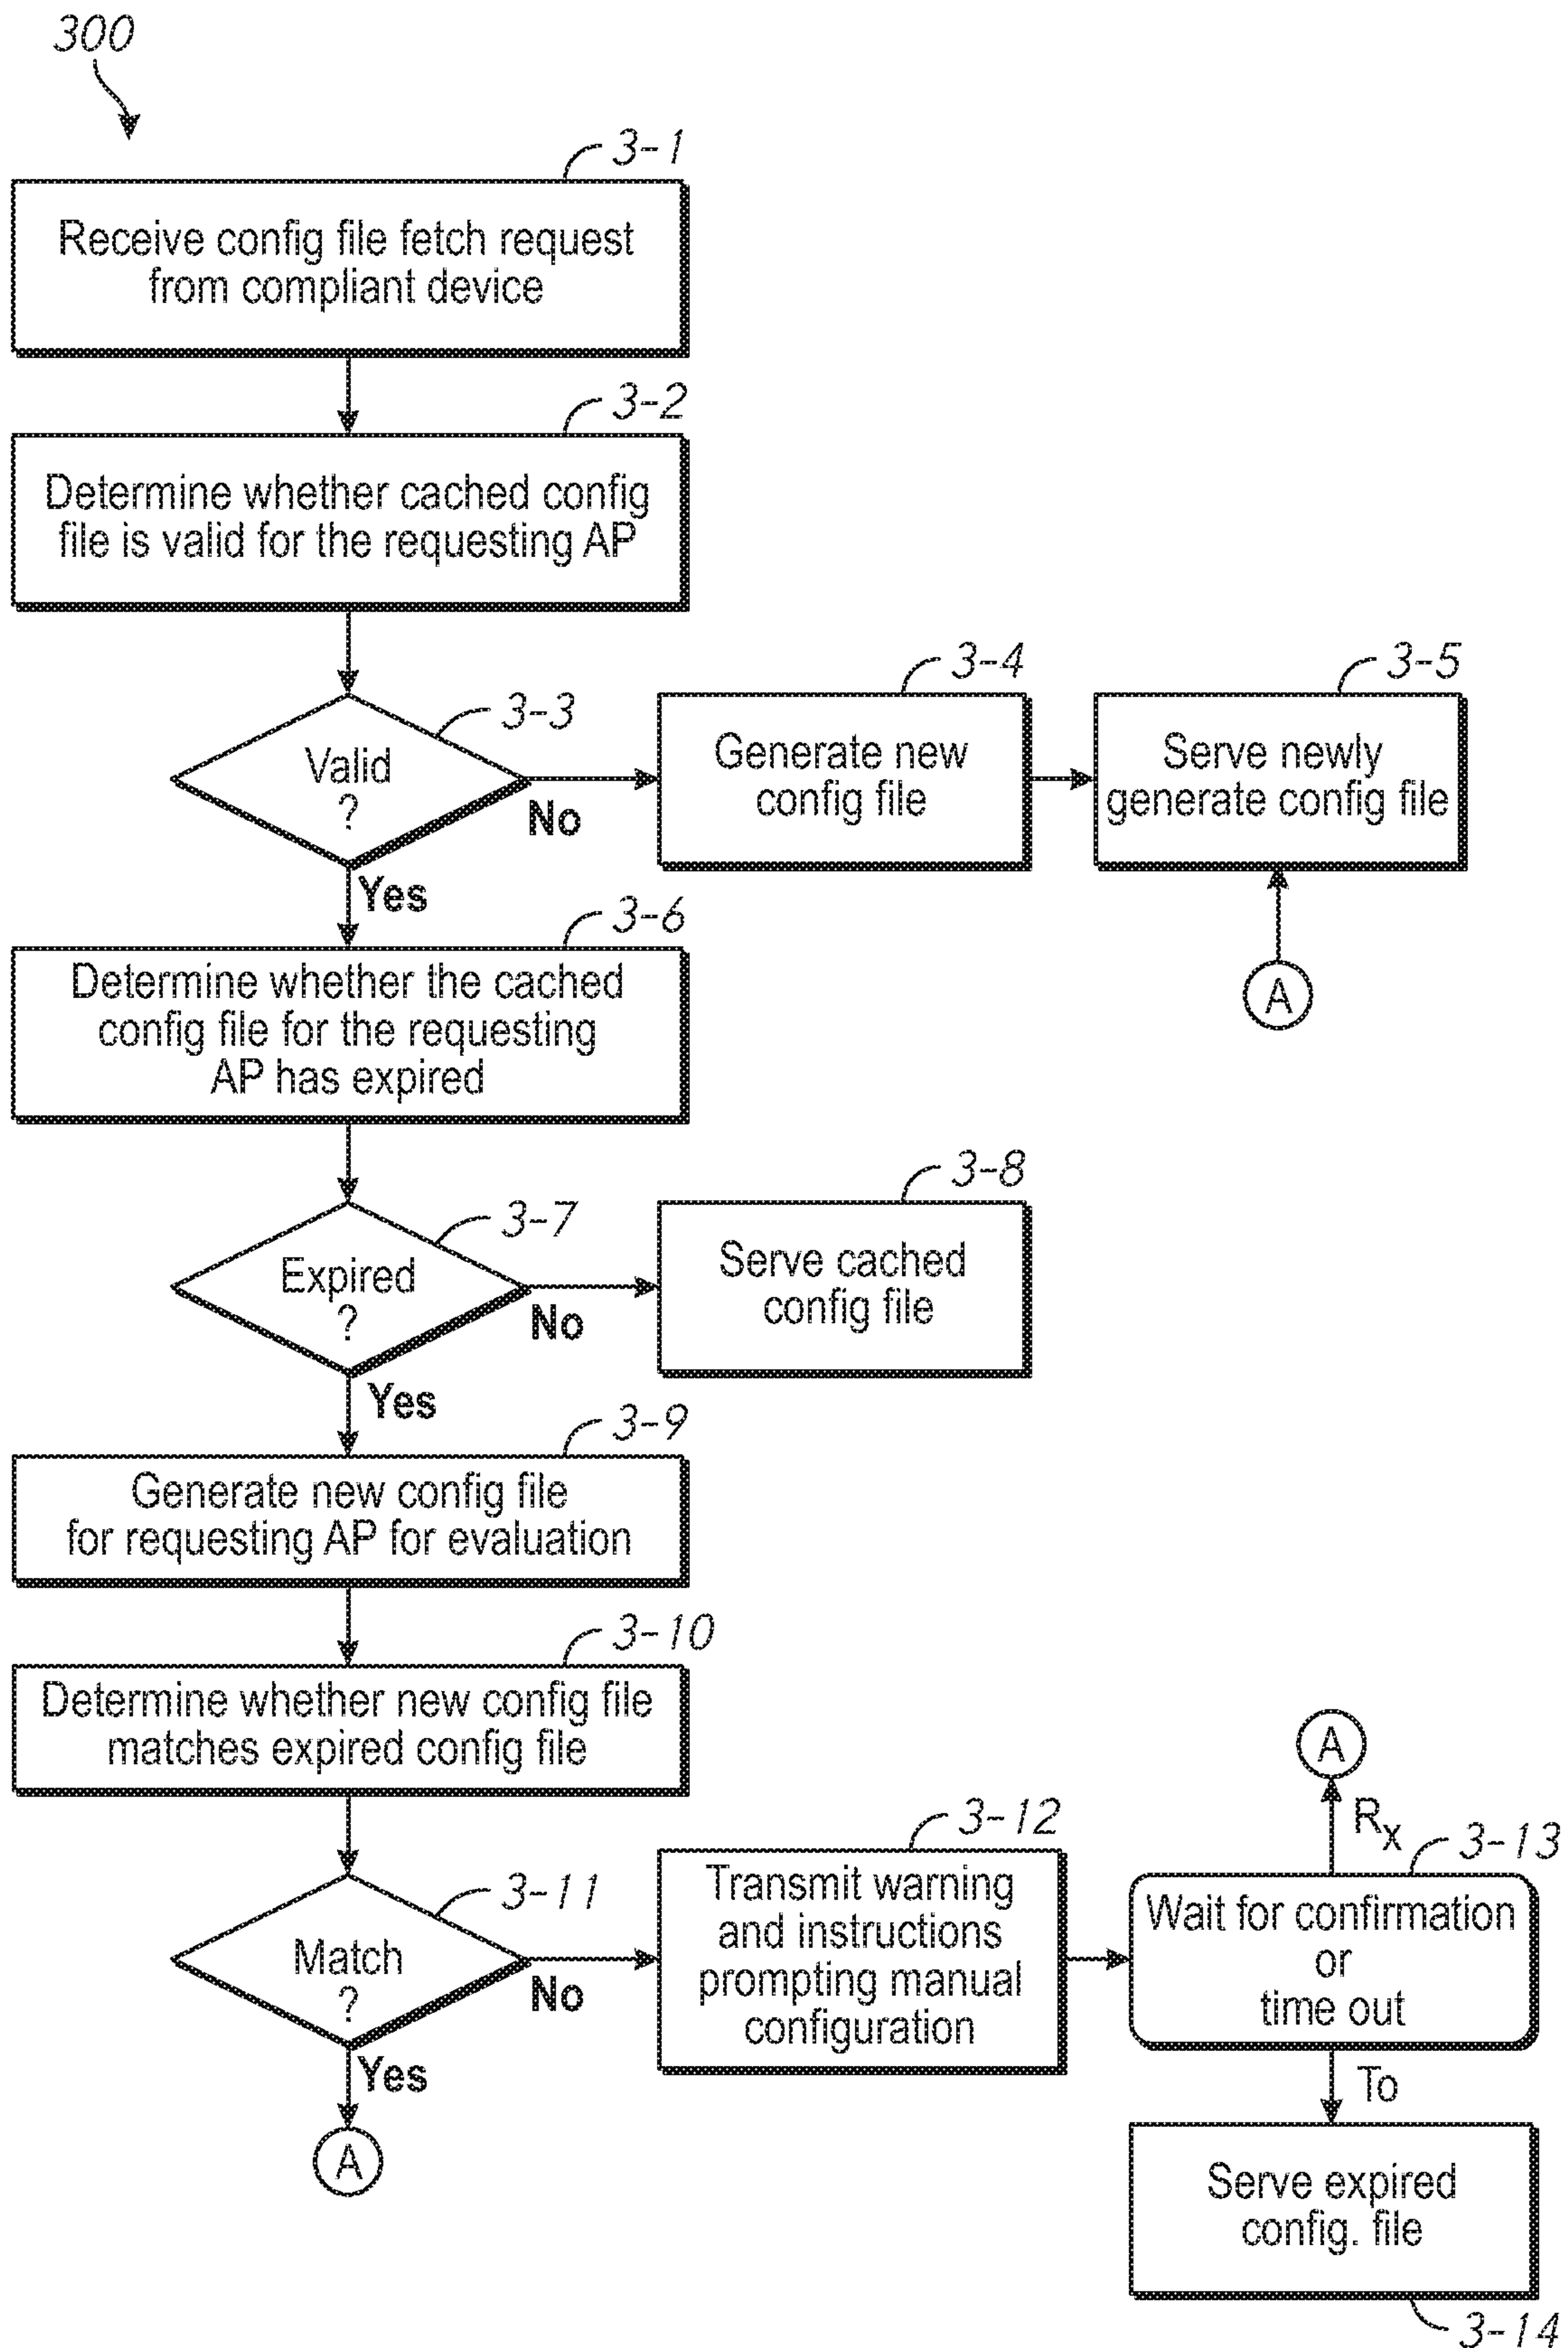 300
3-1
Receive config file fetch request
from compliant device
3-2
Determine whether cached config
file is valid for the requesting AP
3-3
Valid
?
No
Yes
3-4
Generate new
config file
3-5
Serve newly
generate config file
A
3-6
Determine whether the cached
config file for the requesting
AP has expired
3-7
Expired
?
No
Yes
3-8
Serve cached
config file
3-9
Generate new config file
for requesting AP for evaluation
3-10
Determine whether new config file
matches expired config file
3-11
Match
?
No
Yes
A
3-12
Transmit warning
and instructions
prompting manual
configuration
A
Rx
3-13
Wait for confirmation
or
time out
To
Serve expired
config. file
3-14